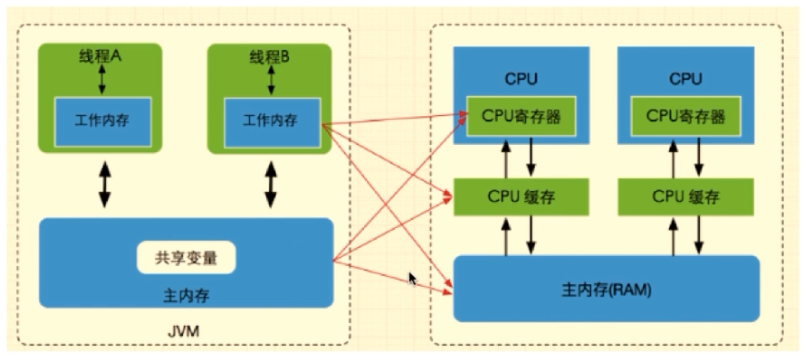 线程A
工作内存
线程B
工作内存
共享变量
主内存
JVM
CPU
CPU寄存器
CPU 缓存
CPU
CPU寄存器
CPU 缓存
主内存(RAM)